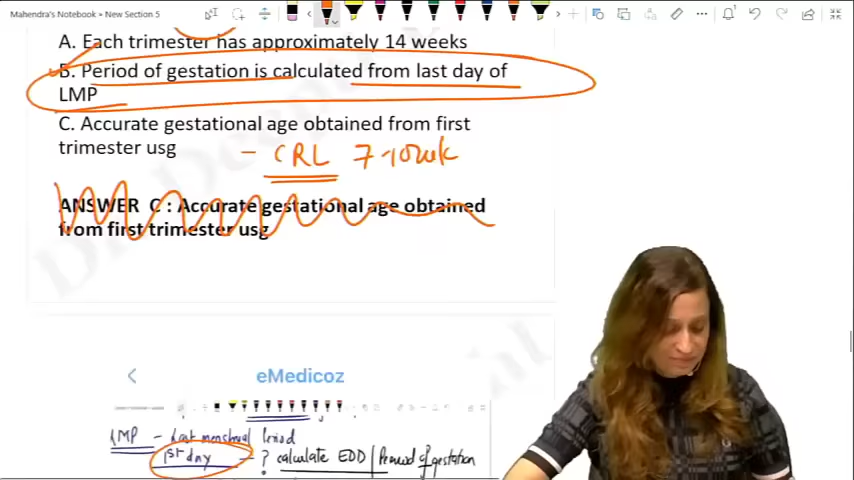 Mahendra's Notebook > New Section 5
A. Each trimester has approximately 14 weeks
B. Period of gestation is calculated from last day of
LMP
C. Accurate gestational age obtained from first
trimester usg
- CRL 7-10wk
ANSWER C : Accurate gestational age obtained
from first trimester usg
eMedicoz
LMP - Last menstrual Period
1st day - ? calculate EDD | Period of gestation